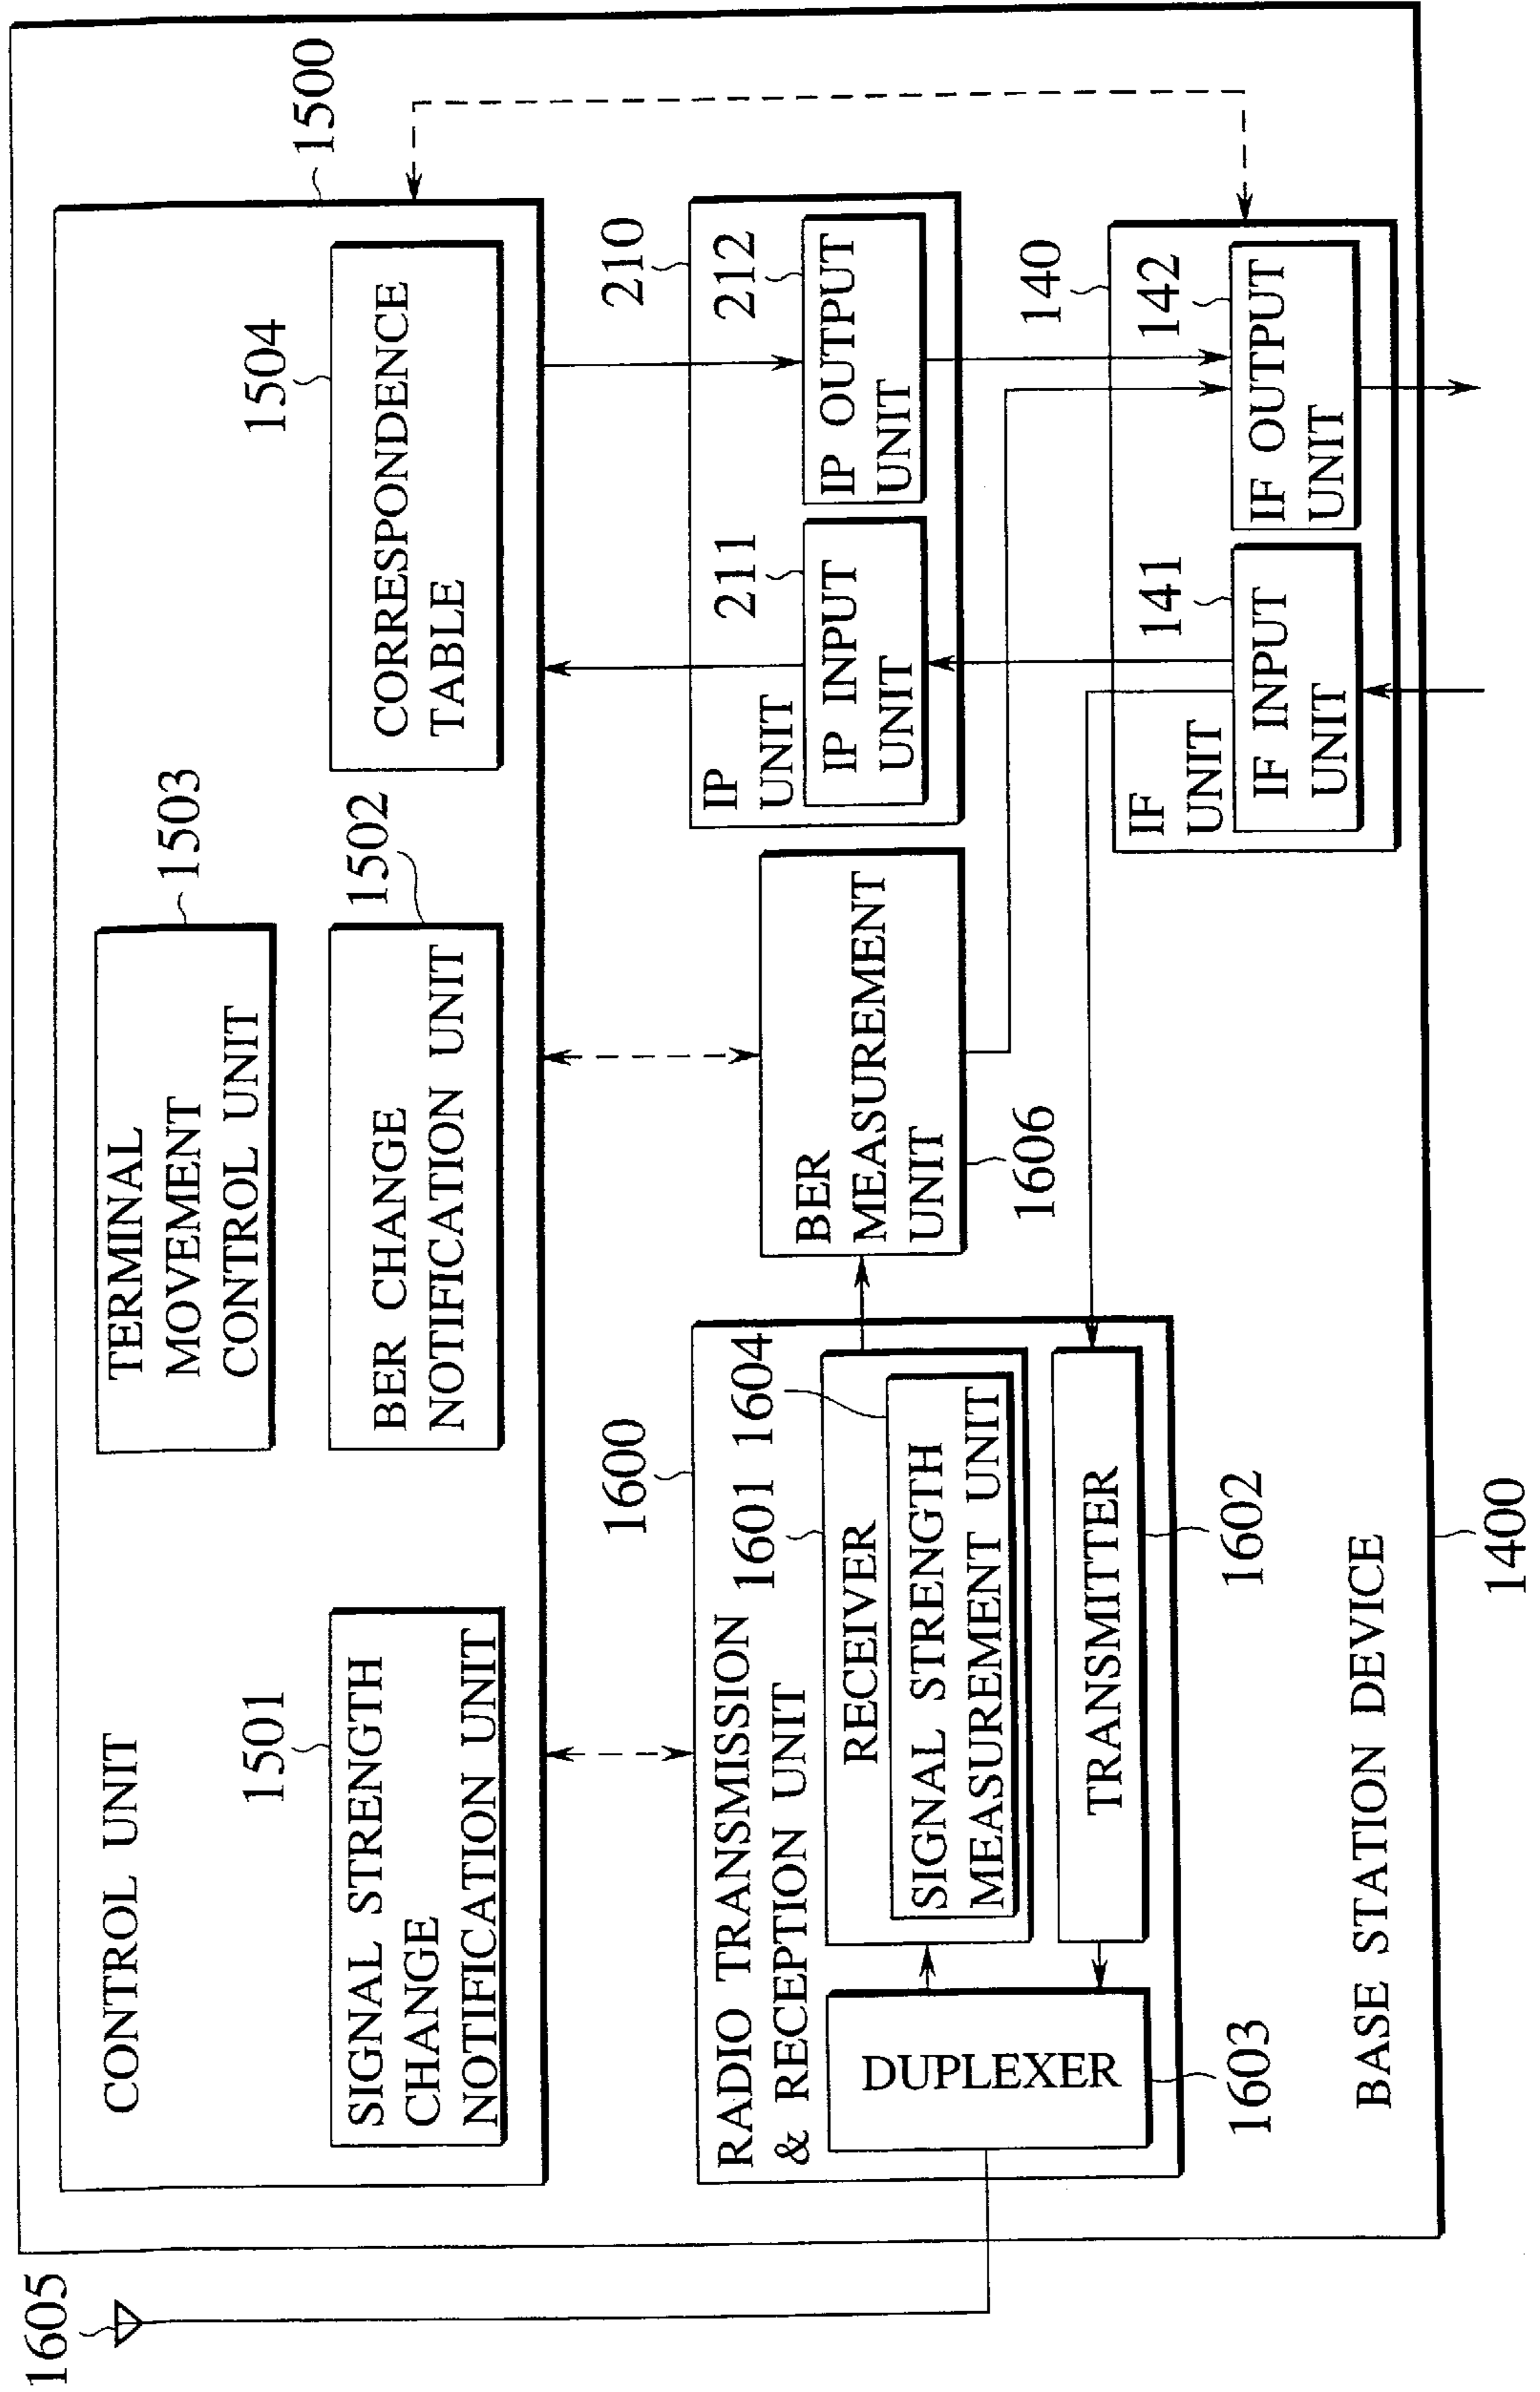 1605
CONTROL UNIT
TERMINAL
MOVEMENT
CONTROL UNIT
1503
1501
SIGNAL STRENGTH
CHANGE
NOTIFICATION UNIT
BER CHANGE
NOTIFICATION UNIT
1502
1504
CORRESPONDENCE
TABLE
1500
1600
RADIO TRANSMISSION
& RECEPTION UNIT
1601
1604
RECEIVER
SIGNAL STRENGTH
MEASUREMENT UNIT
TRANSMITTER
1602
DUPLEXER
1603
BER
MEASUREMENT
UNIT
1606
210
IP
UNIT
211
IP INPUT
UNIT
212
IP OUTPUT
UNIT
140
IF
UNIT
141
IF INPUT
UNIT
142
IF OUTPUT
UNIT
BASE STATION DEVICE
1400